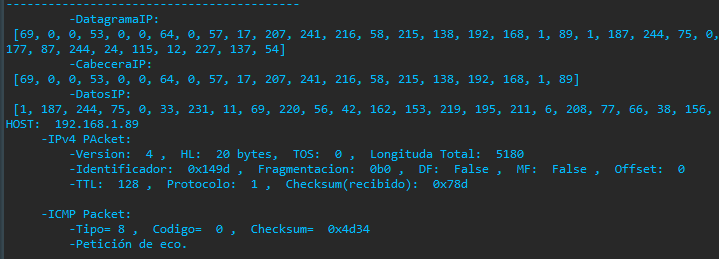 -------------------------------------------
-DatagramaIP:
[69, 0, 0, 53, 0, 0, 64, 0, 57, 17, 207, 241, 216, 58, 215, 138, 192, 168, 1, 89, 1, 187, 244, 75, 0,
177, 87, 244, 24, 115, 12, 227, 137, 54]
-CabeceraIP:
[69, 0, 0, 53, 0, 0, 64, 0, 57, 17, 207, 241, 216, 58, 215, 138, 192, 168, 1, 89]
-DatosIP:
[1, 187, 244, 75, 0, 33, 231, 11, 69, 220, 56, 42, 162, 153, 219, 195, 211, 6, 208, 77, 66, 38, 156,
HOST:  192.168.1.89
-IPv4 PAcket:
-Version:  4 ,  HL:  20 bytes,  TOS:  0 ,  Longituda Total:  5180
-Identificador:  0x149d ,  Fragmentacion:  0b0 ,  DF:  False ,  MF:  False ,  Offset:  0
-TTL:  128 ,  Protocolo:  1 ,  Checksum(recibido):  0x78d
-ICMP Packet:
-Tipo= 8 ,  Codigo=  0 ,  Checksum=  0x4d34
-Petición de eco.